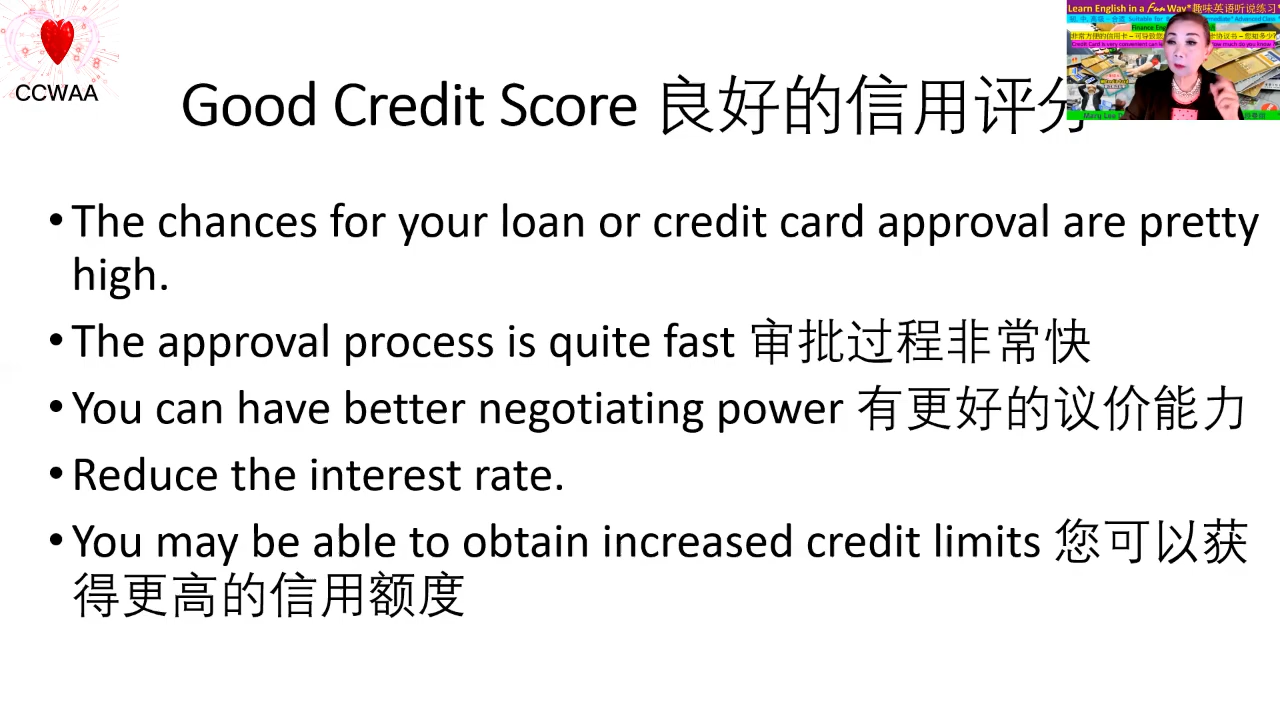 CCWAA
Learn English in a Fun Way*趣味英语听说练习*
Good Credit Score 良好的信用评分
•The chances for your loan or credit card approval are pretty
high.
•The approval process is quite fast 审批过程非常快
•You can have better negotiating power 有更好的议价能力
•Reduce the interest rate.
•You may be able to obtain increased credit limits 您可以获
得更高的信用额度